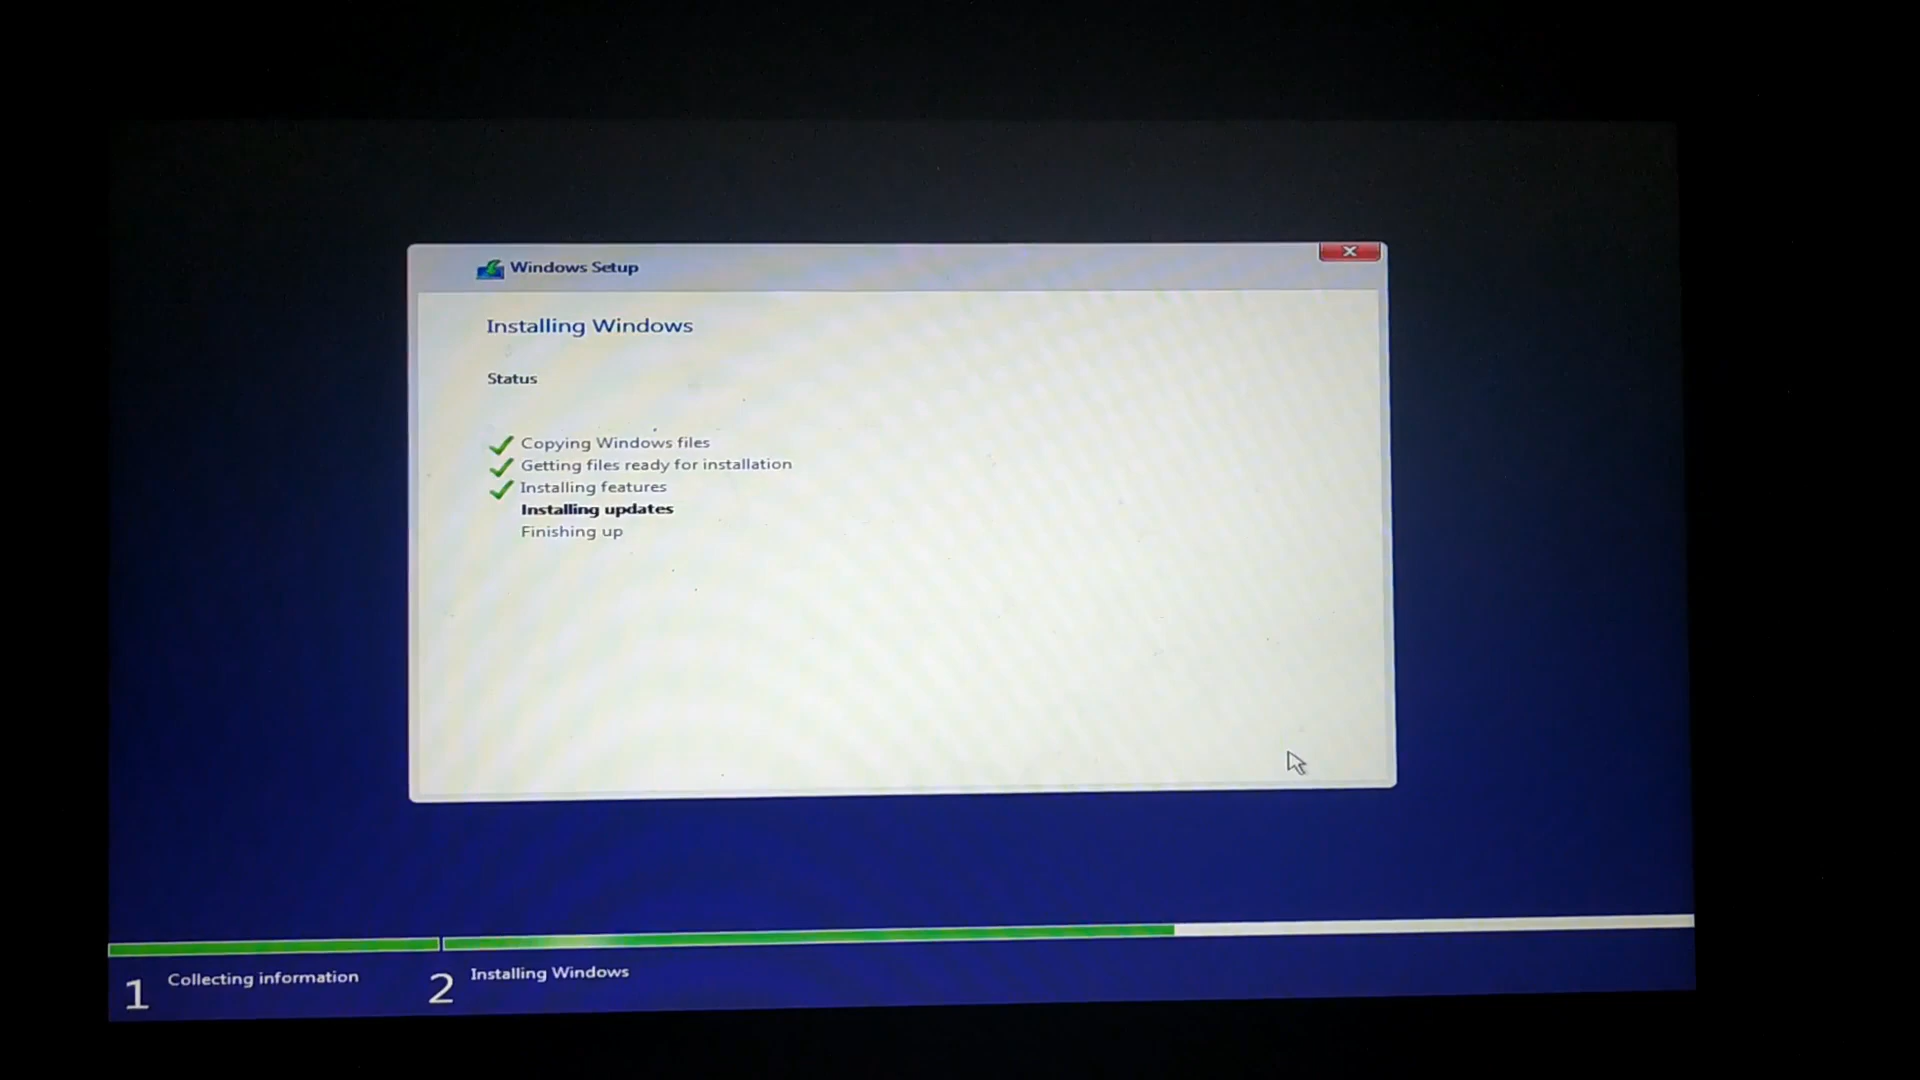 Windows Setup
Installing Windows
Status
Copying Windows files
Getting files ready for installation
Installing features
Installing updates
Finishing up
1 Collecting information
2 Installing Windows